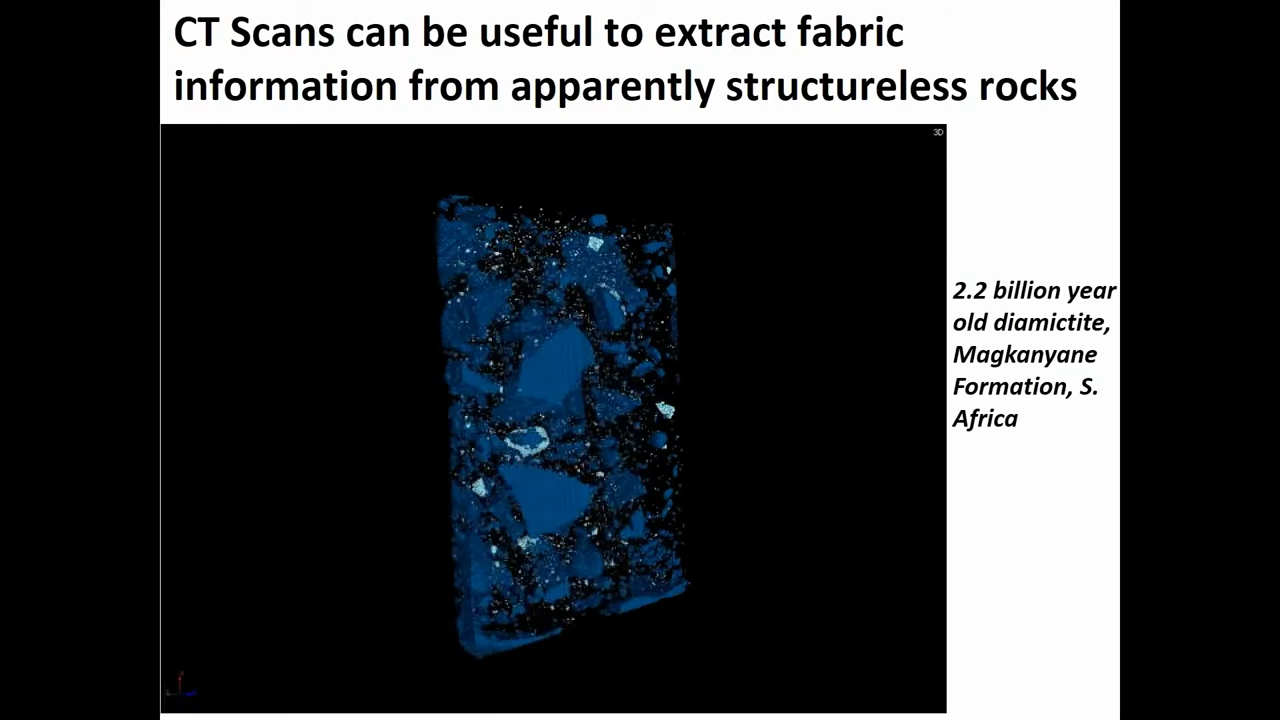 CT Scans can be useful to extract fabric
information from apparently structureless rocks
3D
2.2 billion year
old diamictite,
Magkanyane
Formation, S.
Africa